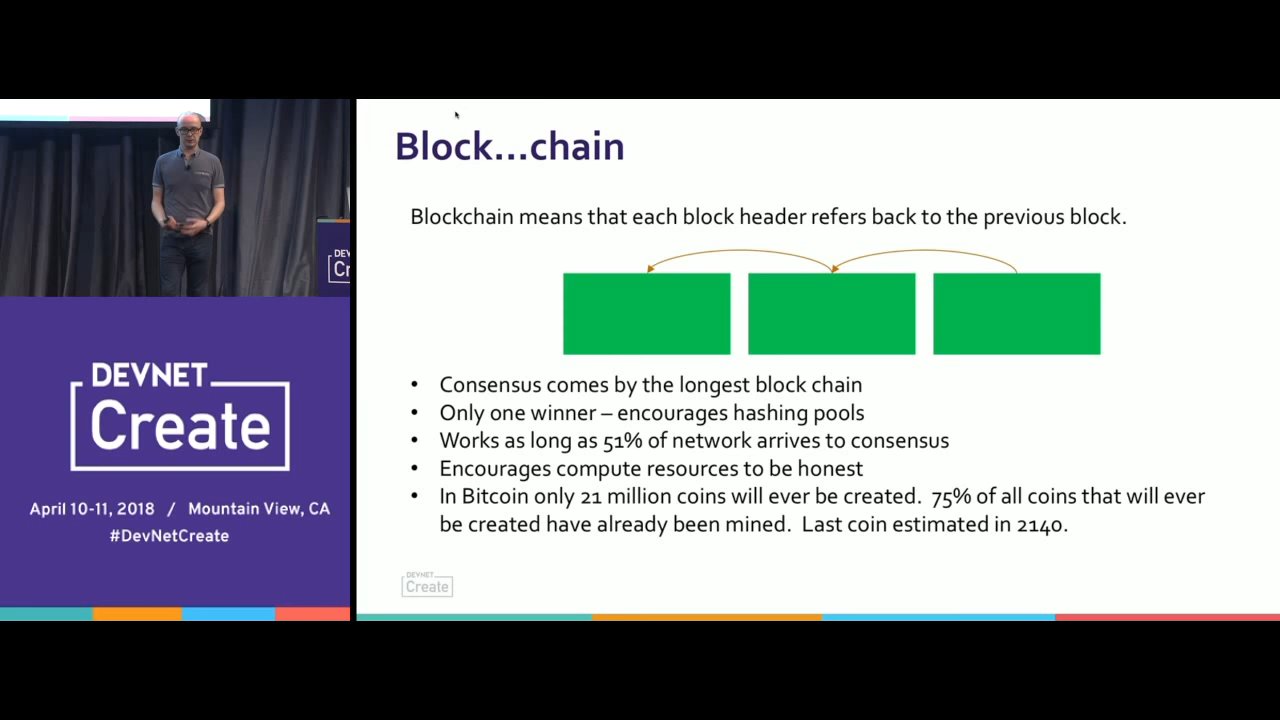 Block...chain
Blockchain means that each block header refers back to the previous block.
• Consensus comes by the longest block chain
• Only one winner – encourages hashing pools
• Works as long as 51% of network arrives to consensus
• Encourages compute resources to be honest
• In Bitcoin only 21 million coins will ever be created.  75% of all coins that will ever
be created have already been mined.  Last coin estimated in 2140.
DEVNET
Create
DEV
Cr
DEVNET
Create
April 10-11, 2018 / Mountain View, CA
#DevNetCreate